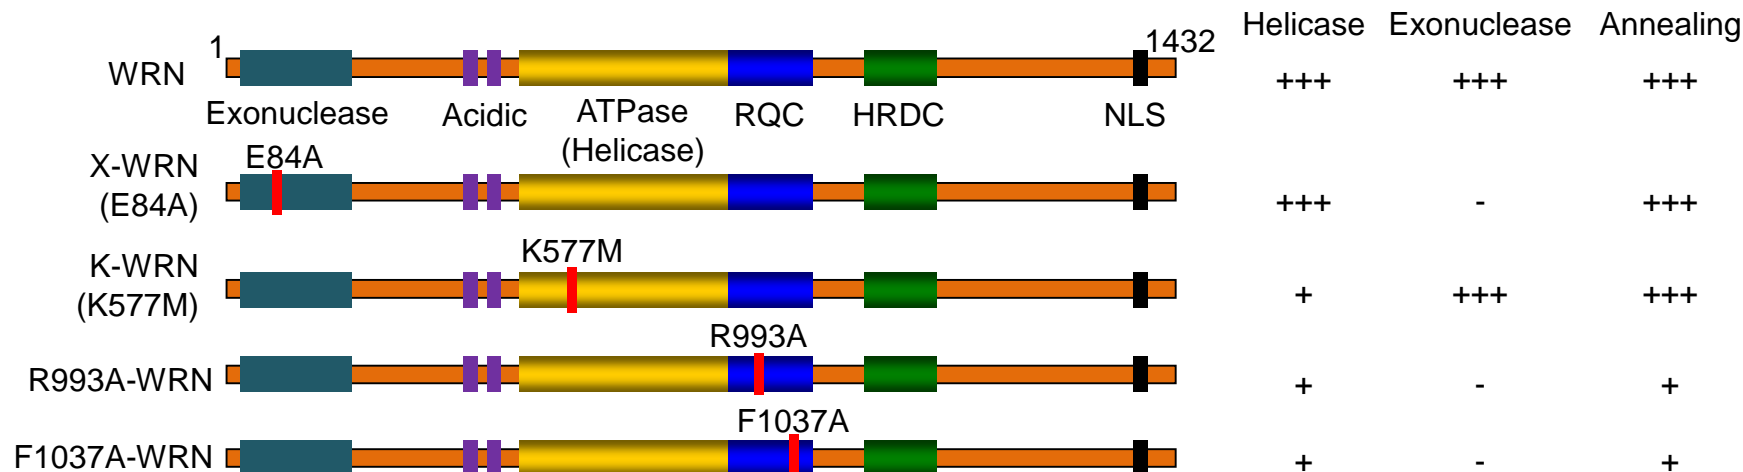 Helicase Exonuclease Annealing
1 1432
WRN +++ +++ +++
Exonuclease Acidic ATPase RQC HRDC NLS
(Helicase)
E84A
X-WRN
(E84A) +++ - +++
K577M
K-WRN
(K577M) + +++ +++
R993A
R993A-WRN + - +
F1037A
F1037A-WRN + - +